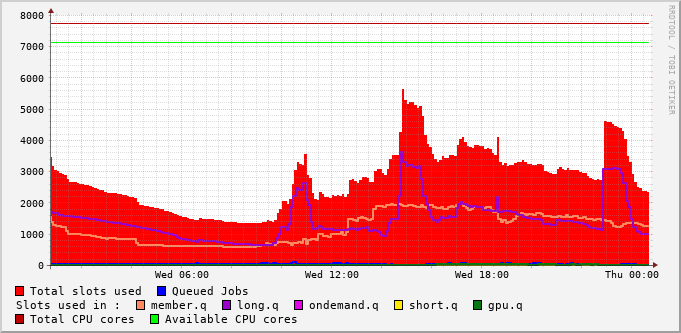 8000
7000
6000
5000
4000
3000
2000
1000
0
Wed 06:00 Wed 12:00 Wed 18:00 Thu 00:00
RRDTOOL / TOBI OETIKER
Total slots used Queued Jobs
Slots used in : member.q long.q ondemand.q short.q gpu.q
Total CPU cores Available CPU cores